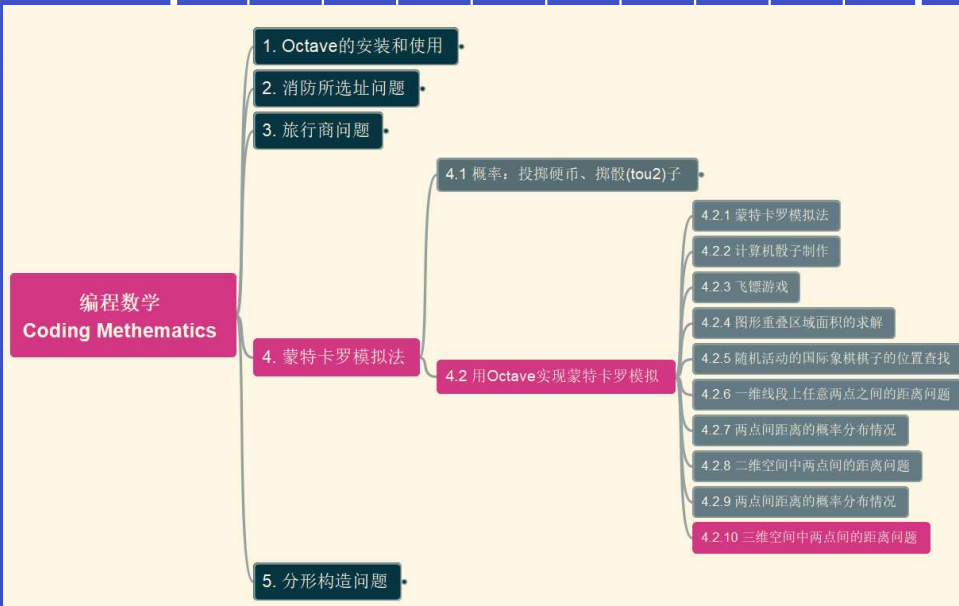 1. Octave的安装和使用
2. 消防所选址问题
3. 旅行商问题
4.1 概率：投掷硬币、掷骰(tou2)子
4.2.1 蒙特卡罗模拟法
4.2.2 计算机骰子制作
4.2.3 飞镖游戏
编程数学
Coding Methematics
4.2.4 图形重叠区域面积的求解
4. 蒙特卡罗模拟法
4.2 用Octave实现蒙特卡罗模拟
4.2.5 随机活动的国际象棋棋子的位置查找
4.2.6 一维线段上任意两点之间的距离问题
4.2.7 两点间距离的概率分布情况
4.2.8 二维空间中两点间的距离问题
4.2.9 两点间距离的概率分布情况
4.2.10 三维空间中两点间的距离问题
5. 分形构造问题